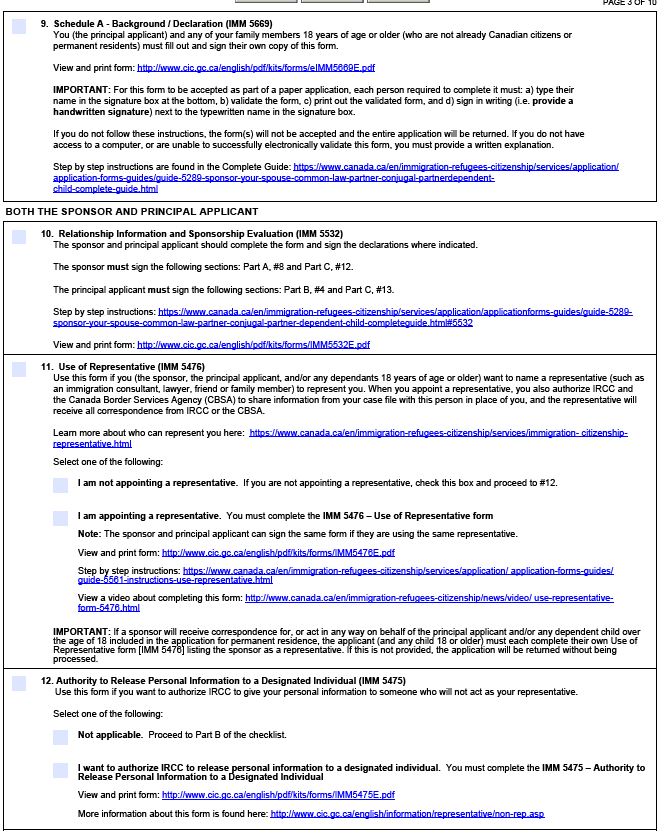 PAGE 3 OF 10
9. Schedule A - Background / Declaration (IMM 5669)
You (the principal applicant) and any of your family members 18 years of age or older (who are not already Canadian citizens or
permanent residents) must fill out and sign their own copy of this form.
View and print form: http://www.cic.gc.ca/english/pdf/kits/forms/eIMM5669E.pdf
IMPORTANT: For this form to be accepted as part of a paper application, each person required to complete it must: a) type their
name in the signature box at the bottom, b) validate the form, c) print out the validated form, and d) sign in writing (i.e. provide a
handwritten signature) next to the typewritten name in the signature box.
If you do not follow these instructions, the form(s) will not be accepted and the entire application will be returned. If you do not have
access to a computer, or are unable to successfully electronically validate this form, you must provide a written explanation.
Step by step instructions are found in the Complete Guide: https://www.canada.ca/en/immigration-refugees-citizenship/services/application/
application-forms-guides/guide-5289-sponsor-your-spouse-common-law-partner-conjugal-partnerdependent-
child-complete-guide.html
BOTH THE SPONSOR AND PRINCIPAL APPLICANT
10. Relationship Information and Sponsorship Evaluation (IMM 5532)
The sponsor and principal applicant should complete the form and sign the declarations where indicated.
The sponsor must sign the following sections: Part A, #8 and Part C, #12.
The principal applicant must sign the following sections: Part B, #4 and Part C, #13.
Step by step instructions: https://www.canada.ca/en/immigration-refugees-citizenship/services/application/applicationforms-guides/guide-5289-
sponsor-your-spouse-common-law-partner-conjugal-partner-dependent-child-completeguide.html#5532
View and print form: http://www.cic.gc.ca/english/pdf/kits/forms/IMM5532E.pdf
11. Use of Representative (IMM 5476)
Use this form if you (the sponsor, the principal applicant, and/or any dependants 18 years of age or older) want to name a representative (such as
an immigration consultant, lawyer, friend or family member) to represent you. When you appoint a representative, you also authorize IRCC and
the Canada Border Services Agency (CBSA) to share information from your case file with this person in place of you, and the representative will
receive all correspondence from IRCC or the CBSA.
Learn more about who can represent you here: https://www.canada.ca/en/immigration-refugees-citizenship/services/immigration- citizenship-
representative.html
Select one of the following:
I am not appointing a representative. If you are not appointing a representative, check this box and proceed to #12.
I am appointing a representative. You must complete the IMM 5476 – Use of Representative form
Note: The sponsor and principal applicant can sign the same form if they are using the same representative.
View and print form: http://www.cic.gc.ca/english/pdf/kits/forms/IMM5476E.pdf
Step by step instructions: https://www.canada.ca/en/immigration-refugees-citizenship/services/application/ application-forms-guides/
guide-5561-instructions-use-representative.html
View a video about completing this form: http://www.canada.ca/en/immigration-refugees-citizenship/news/video/ use-representative-
form-5476.html
IMPORTANT: If a sponsor will receive correspondence for, or act in any way on behalf of the principal applicant and/or any dependent child over
the age of 18 included in the application for permanent residence, the applicant (and any child 18 or older) must each complete their own Use of
Representative form [IMM 5476] listing the sponsor as a representative. If this is not provided, the application will be returned without being
processed.
12. Authority to Release Personal Information to a Designated Individual (IMM 5475)
Use this form if you want to authorize IRCC to give your personal information to someone who will not act as your representative.
Select one of the following:
Not applicable. Proceed to Part B of the checklist.
I want to authorize IRCC to release personal information to a designated individual. You must complete the IMM 5475 – Authority to
Release Personal Information to a Designated Individual
View and print form: http://www.cic.gc.ca/english/pdf/kits/forms/IMM5475E.pdf
More information about this form is found here: http://www.cic.gc.ca/english/information/representative/non-rep.asp